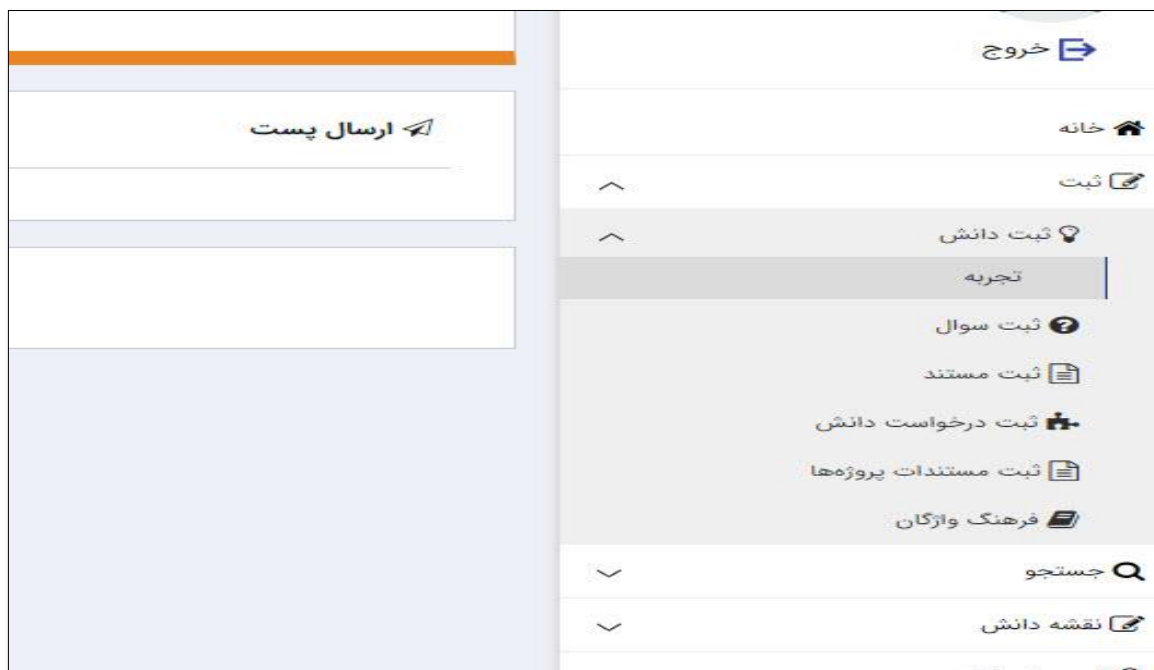 خروج
خانه
ثبت
ثبت دانش
تجربه
ثبت سوال
ثبت مستند
ثبت درخواست دانش
ثبت مستندات پروژه‌ها
فرهنگ واژگان
جستجو
نقشه دانش
ارسال پست